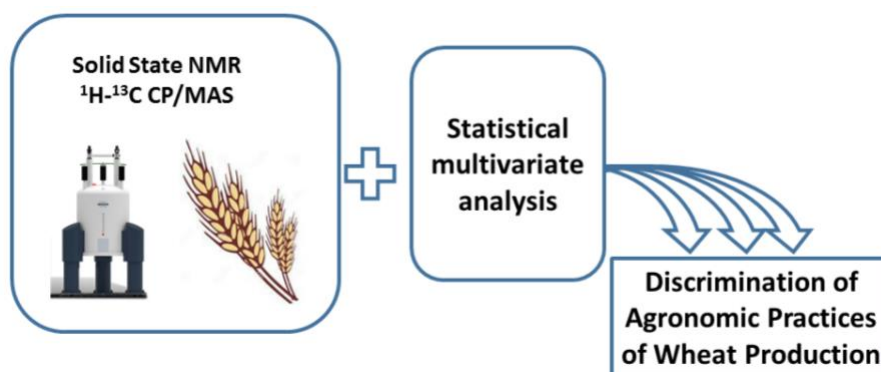 Solid State NMR
¹H-¹³C CP/MAS
Statistical
multivariate
analysis
Discrimination of
Agronomic Practices
of Wheat Production